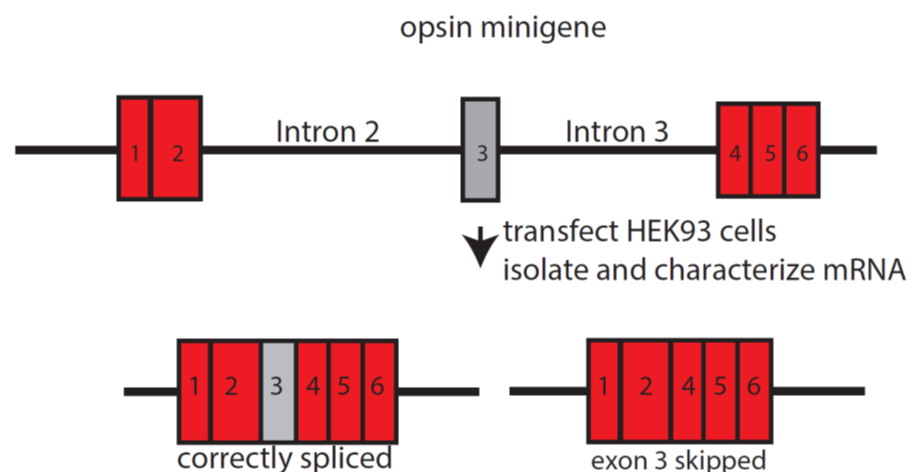 opsin minigene
Intron 2 Intron 3
1 2 3 4 5 6
transfect HEK93 cells
isolate and characterize mRNA
1 2 3 4 5 6 1 2 4 5 6
correctly spliced exon 3 skipped